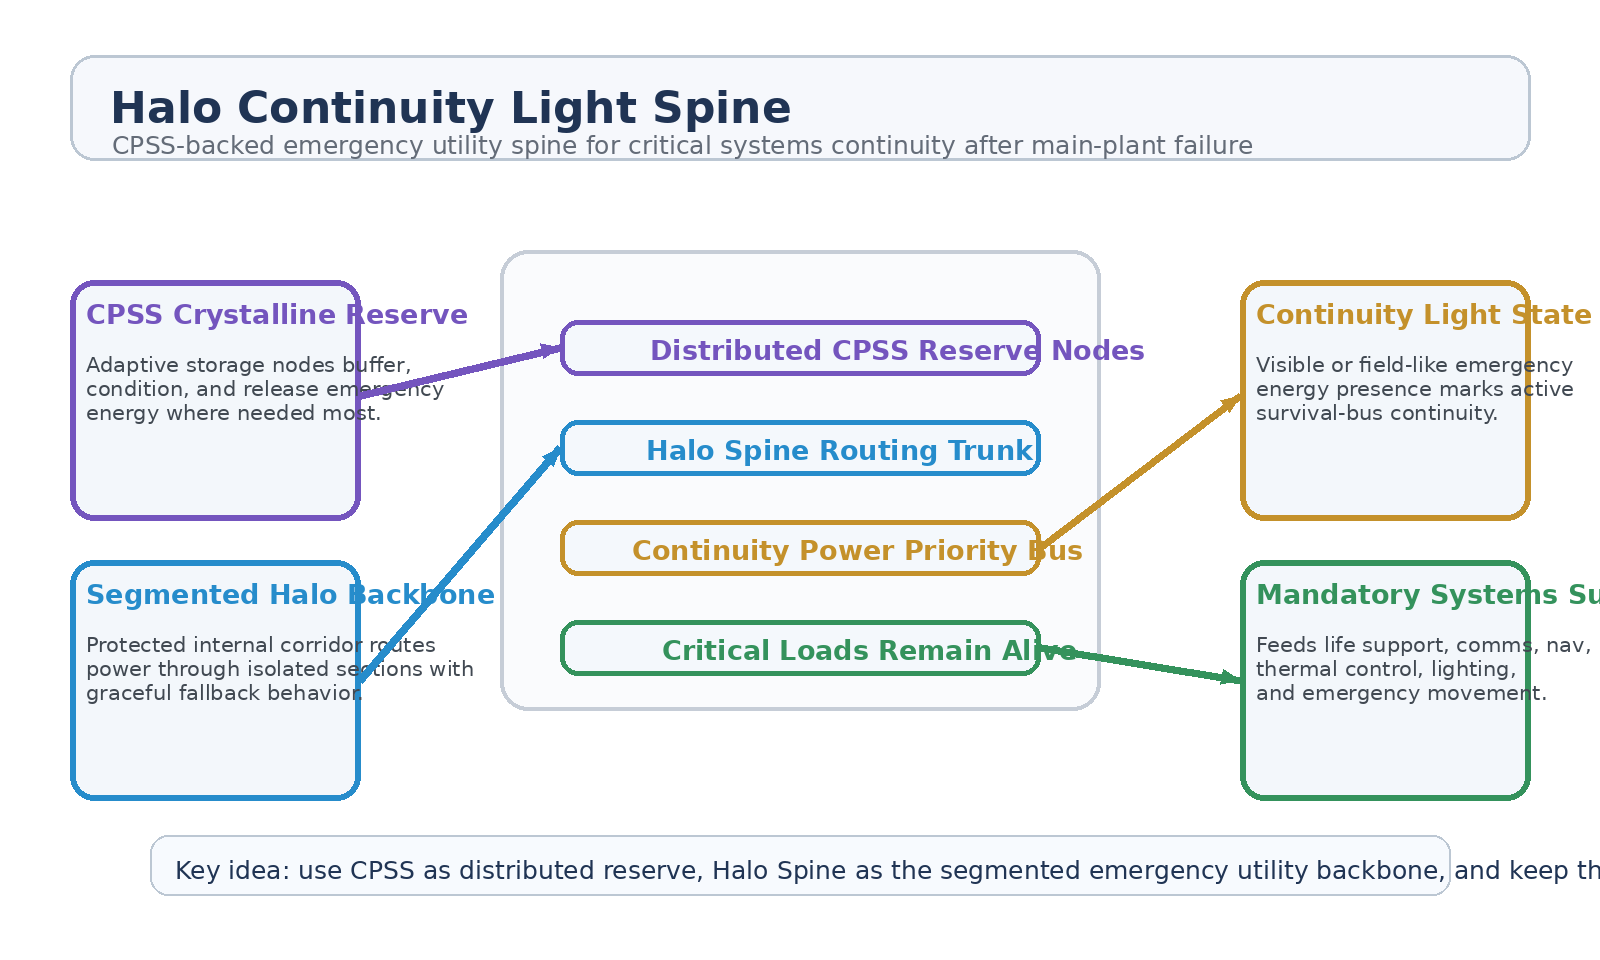 Halo Continuity Light Spine
CPSS-backed emergency utility spine for critical systems continuity after main-plant failure
CPSS Crystalline Reserve
Adaptive storage nodes buffer,
condition, and release emergency
energy where needed most.
Segmented Halo Backbone
Protected internal corridor routes
power through isolated sections with
graceful fallback behavior.
Distributed CPSS Reserve Nodes
Halo Spine Routing Trunk
Continuity Power Priority Bus
Critical Loads Remain Alive
Continuity Light State
Visible or field-like emergency
energy presence marks active
survival-bus continuity.
Mandatory Systems Su
Feeds life support, comms, nav,
thermal control, lighting,
and emergency movement.
Key idea: use CPSS as distributed reserve, Halo Spine as the segmented emergency utility backbone, and keep th